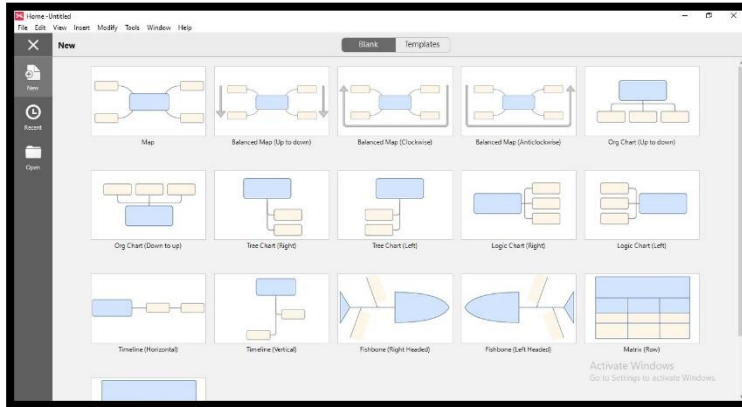 Home -Untitled
File Edit View Insert Modify Tools Window Help
New Blank Templates
New
Recent
Open
Map Balanced Map (Up to down) Balanced Map (Clockwise) Balanced Map (Anticlockwise) Org Chart (Up to down)
Org Chart (Down to up) Tree Chart (Right) Tree Chart (Left) Logic Chart (Right) Logic Chart (Left)
Timeline (Horizontal) Timeline (Vertical) Fishbone (Right Headed) Fishbone (Left Headed) Matrix (Row)
Activate Windows
Go to Settings to activate Windows.